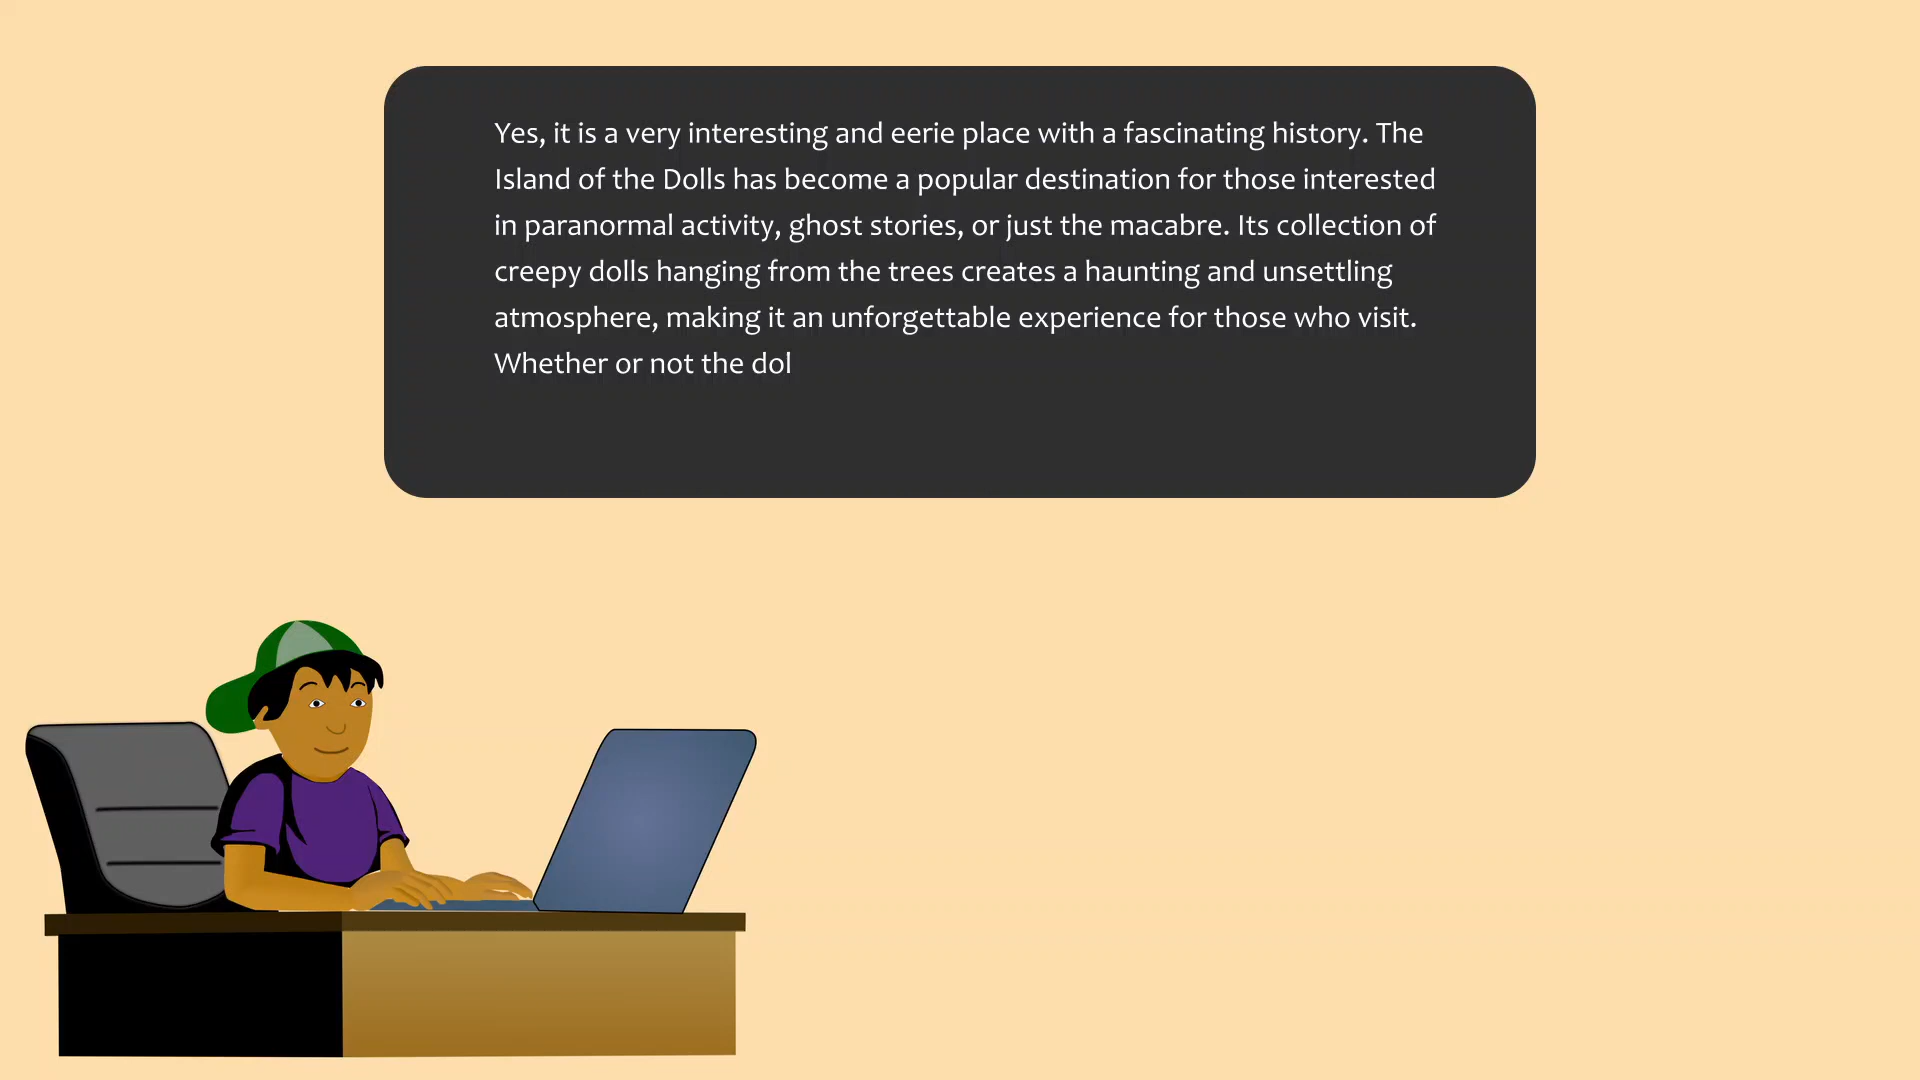 Yes, it is a very interesting and eerie place with a fascinating history. The
Island of the Dolls has become a popular destination for those interested
in paranormal activity, ghost stories, or just the macabre. Its collection of
creepy dolls hanging from the trees creates a haunting and unsettling
atmosphere, making it an unforgettable experience for those who visit.
Whether or not the dol